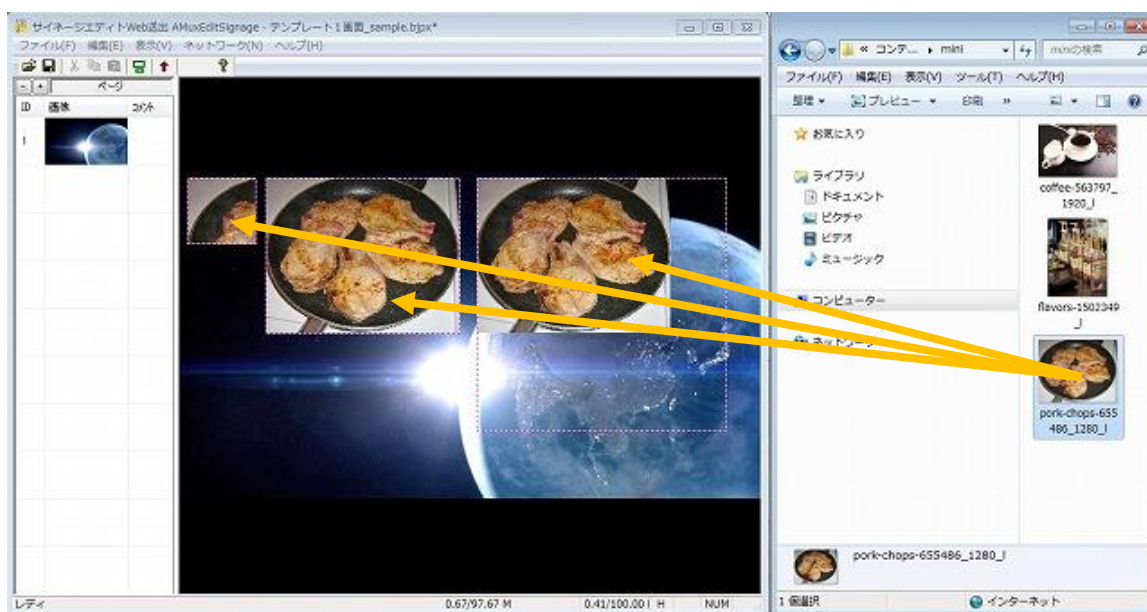 サイネージエディトWeb送出 AMuxEditSignage - テンプレート1画面_sample.bjpx*
ファイル(F) 編集(E) 表示(V) ネットワーク(N) ヘルプ(H)
ページ
ID 画像 コメント
1
レディ
0.67/97.67 M
0.41/100.00 l H
NUM
« コンテ... ▸ mini
miniの検索
ファイル(F) 編集(E) 表示(V) ツール(T) ヘルプ(H)
整理 プレビュー 印刷 »
お気に入り
ライブラリ
ドキュメント
ピクチャ
ビデオ
ミュージック
コンピューター
ネットワーク
coffee-563797_
1920_l
flavors-1502349
_l
pork-chops-655
486_1280_l
pork-chops-655486_1280_l
1 個選択
インターネット